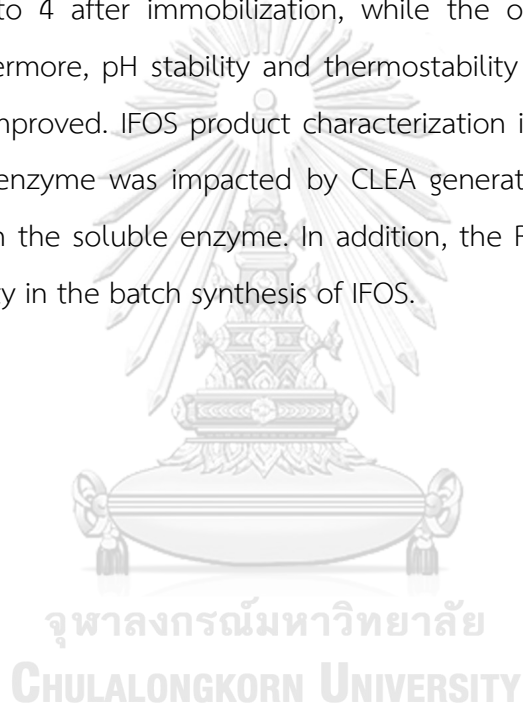 to 4 after immobilization, while the o
ermore, pH stability and thermostability
mproved. IFOS product characterization i
enzyme was impacted by CLEA generat
n the soluble enzyme. In addition, the F
ty in the batch synthesis of IFOS.
จุฬาลงกรณ์มหาวิทยาลัย
CHULALONGKORN UNIVERSITY